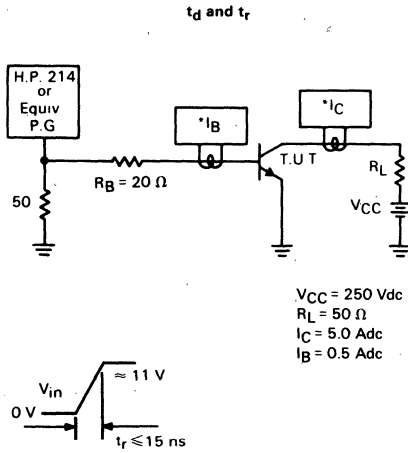 td and tr
H.P. 214
or
Equiv
P.G
*IB
*IC
50
RB = 20 Ω
T.U.T
RL
VCC
VCC = 250 Vdc
RL = 50 Ω
IC = 5.0 Adc
IB = 0.5 Adc
Vin
≈ 11 V
0 V
tr ≤ 15 ns